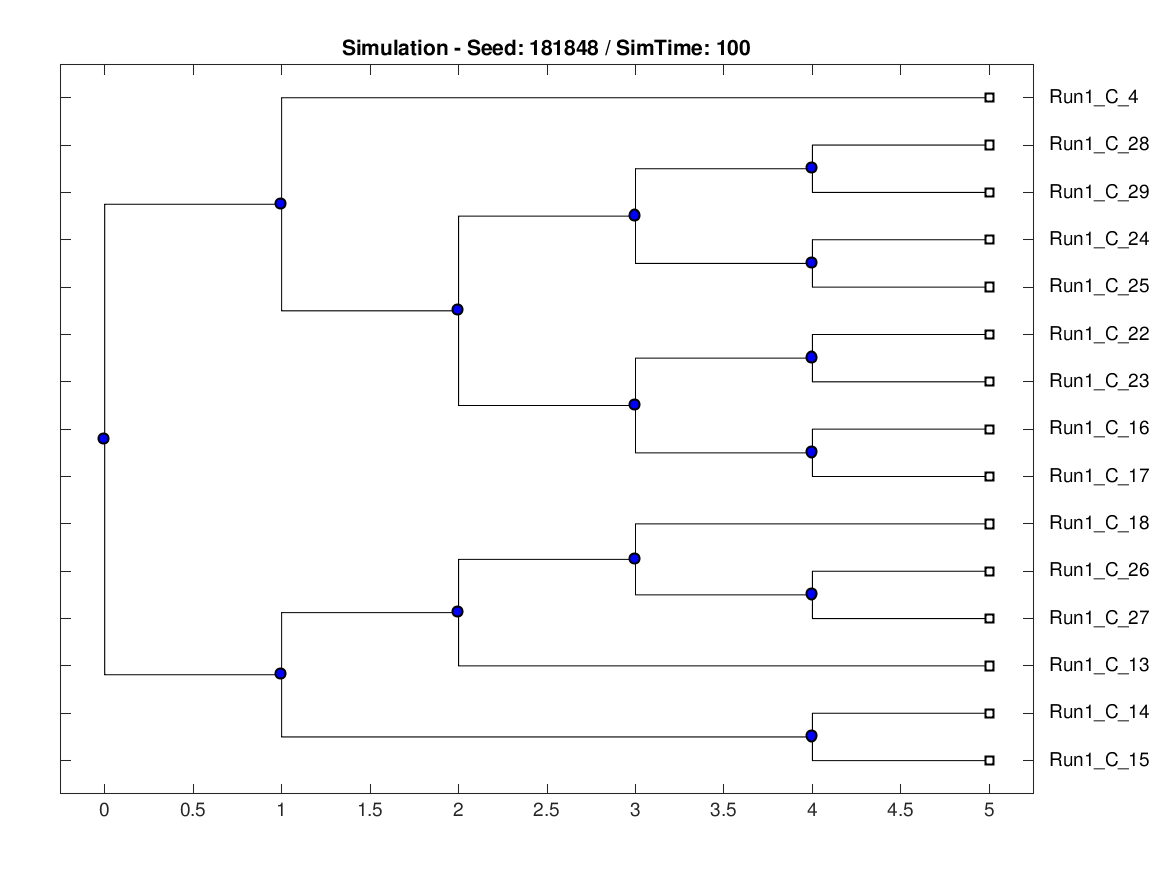 Simulation - Seed: 181848 / SimTime: 100
Run1_C_4
Run1_C_28
Run1_C_29
Run1_C_24
Run1_C_25
Run1_C_22
Run1_C_23
Run1_C_16
Run1_C_17
Run1_C_18
Run1_C_26
Run1_C_27
Run1_C_13
Run1_C_14
Run1_C_15
0 0.5 1 1.5 2 2.5 3 3.5 4 4.5 5